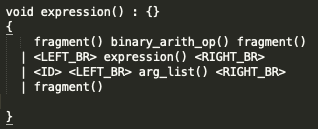 void expression() : {}
{
fragment() binary_arith_op() fragment()
| <LEFT_BR> expression() <RIGHT_BR>
| <ID> <LEFT_BR> arg_list() <RIGHT_BR>
| fragment()
}